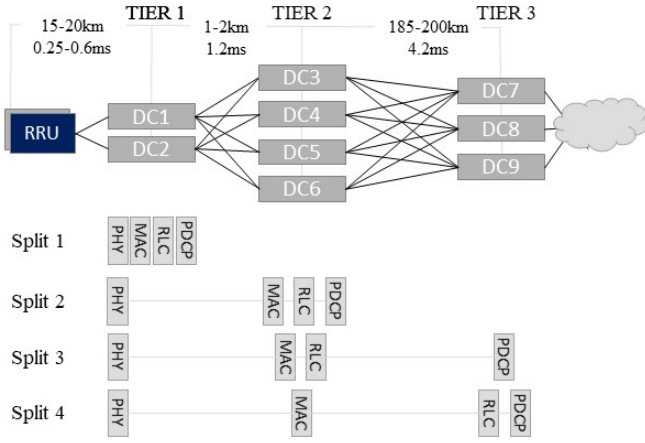 15-20km TIER 1 1-2km TIER 2 185-200km TIER 3
0.25-0.6ms 1.2ms 4.2ms
DC3
DC7
DC1 DC4
RRU DC8
DC2 DC5
DC9
DC6
Split 1 PHY MAC RLC PDCP
Split 2 PHY MAC RLC PDCP
Split 3 PHY MAC RLC PDCP
Split 4 PHY MAC RLC PDCP